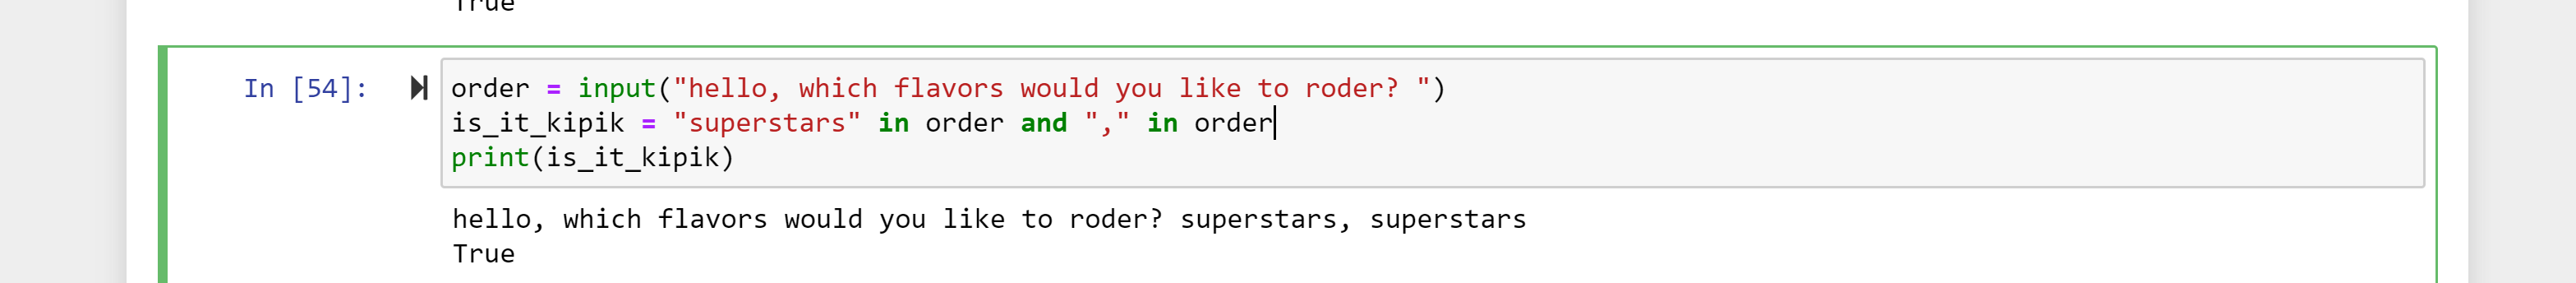 True
In [54]:
order = input("hello, which flavors would you like to roder? ")
is_it_kipik = "superstars" in order and "," in order
print(is_it_kipik)
hello, which flavors would you like to roder? superstars, superstars
True